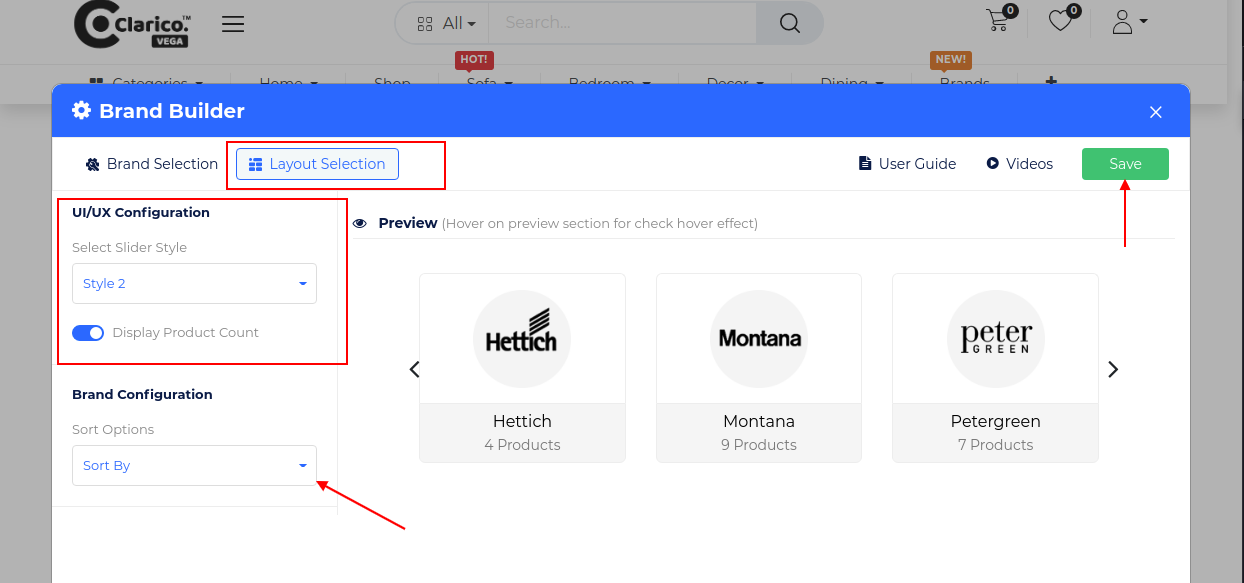 Clarico.™
VEGA
All
Search...
0
0
HOT!
NEW!
Categories
Home
Shop
Sofa
Bedroom
Decor
Dining
Brands
Brand Builder
Brand Selection
Layout Selection
User Guide
Videos
Save
UI/UX Configuration
Preview (Hover on preview section for check hover effect)
Select Slider Style
Style 2
Display Product Count
Hettich
Montana
peter
GREEN
Brand Configuration
Hettich
Montana
Petergreen
Sort Options
4 Products
9 Products
7 Products
Sort By